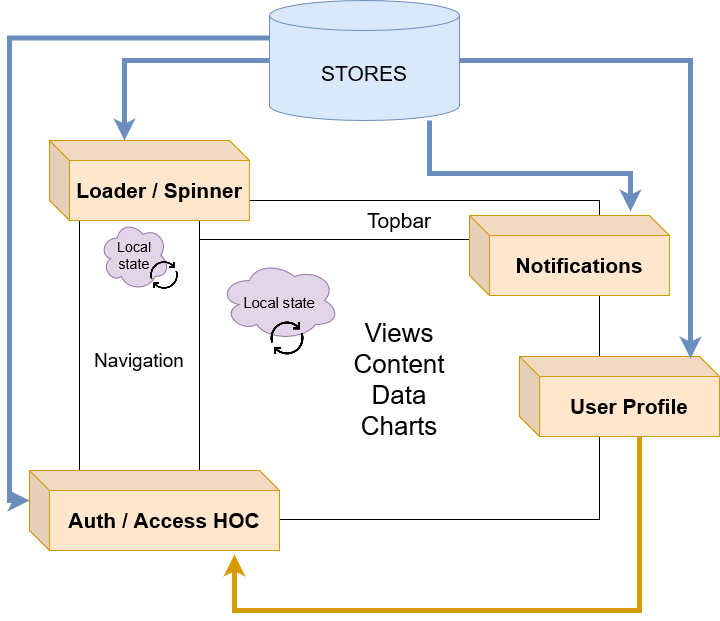 STORES
Loader / Spinner
Topbar
Local
state
Notifications
Local state
Views
Content
Data
Charts
Navigation
User Profile
Auth / Access HOC